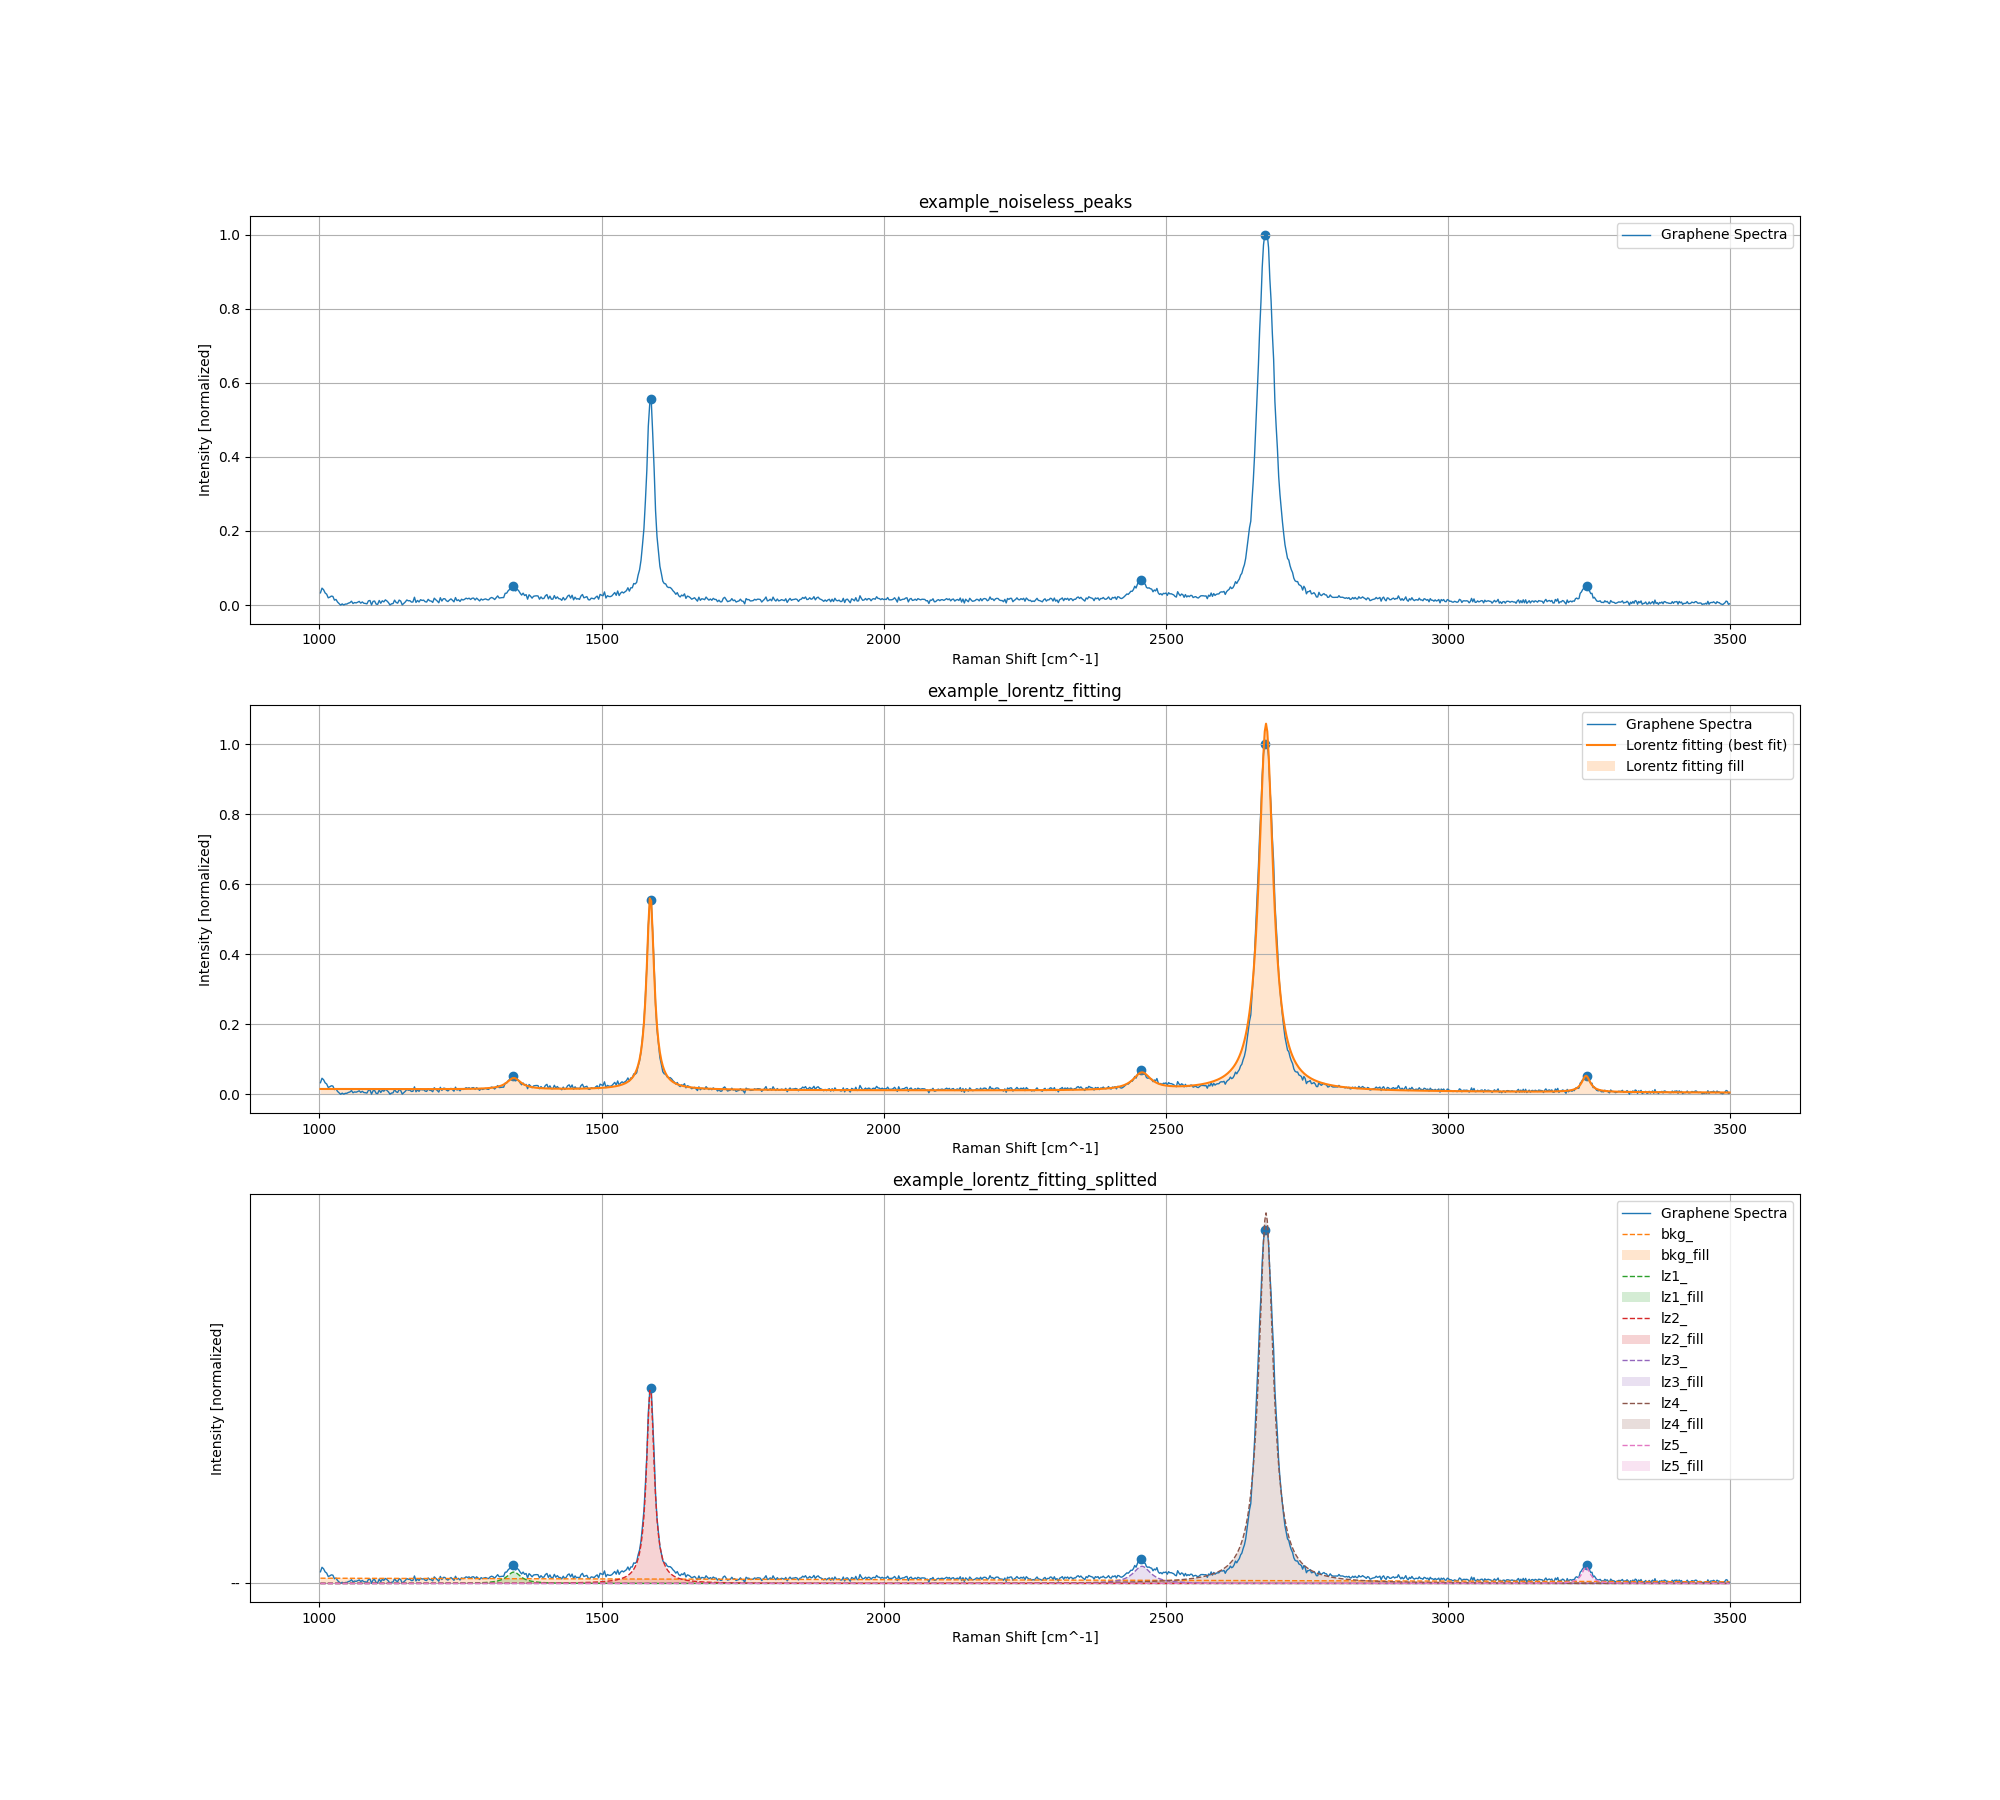 example_noiseless_peaks
Graphene Spectra
Intensity [normalized]
1.0
0.8
0.6
0.4
0.2
0.0
1000 1500 2000 2500 3000 3500
Raman Shift [cm^-1]
example_lorentz_fitting
Graphene Spectra
Lorentz fitting (best fit)
Lorentz fitting fill
Intensity [normalized]
1.0
0.8
0.6
0.4
0.2
0.0
1000 1500 2000 2500 3000 3500
Raman Shift [cm^-1]
example_lorentz_fitting_splitted
Graphene Spectra
bkg_
bkg_fill
lz1_
lz1_fill
lz2_
lz2_fill
lz3_
lz3_fill
lz4_
lz4_fill
lz5_
lz5_fill
Intensity [normalized]
--
1000 1500 2000 2500 3000 3500
Raman Shift [cm^-1]